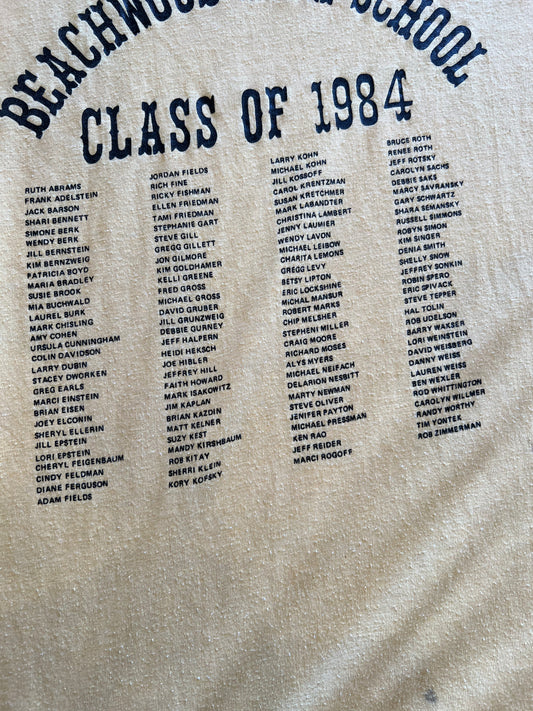 BEACHWOOD HIGH SCHOOL
CLASS OF 1984
RUTH ABRAMS
FRANK ADELSTEIN
JACK BARSON
SHARI BENNETT
SIMONE BERK
WENDY BERK
JILL BERNSTEIN
KIM BERNZWEIG
PATRICIA BOYD
MARIA BRADLEY
SUSIE BROOK
MIA BUCHWALD
LAUREL BURK
MARK CHISLING
AMY COHEN
URSULA CUNNINGHAM
COLIN DAVIDSON
LARRY DUBIN
STACEY DWORKEN
GREG EARLS
MARCI EINSTEIN
BRIAN EISEN
JOEY ELCONIN
SHERYL ELLERIN
JILL EPSTEIN
LORI EPSTEIN
CHERYL FEIGENBAUM
CINDY FELDMAN
DIANE FERGUSON
ADAM FIELDS
JORDAN FIELDS
RICH FINE
RICKY FISHMAN
ELLEN FRIEDMAN
TAMI FRIEDMAN
STEPHANIE GART
STEVE GILL
GREGG GILLETT
JON GILMORE
KIM GOLDHAMER
KELLI GREENE
FRED GROSS
MICHAEL GROSS
DAVID GRUBER
JILL GRUNZWEIG
DEBBIE GURNEY
JEFF HALPERN
HEIDI HEKSCH
JOE HIBLER
JEFFREY HILL
FAITH HOWARD
MARK ISAKOWITZ
JIM KAPLAN
BRIAN KAZDIN
MATT KELNER
SUZY KEST
MANDY KIRSHBAUM
ROB KITAY
SHERRI KLEIN
KORY KOFSKY
LARRY KOHN
MICHAEL KOHN
JILL KOSSOFF
CAROL KRENTZMAN
SUSAN KRETCHMER
MARK LABANDTER
CHRISTINA LAMBERT
JENNY LAUMIER
WENDY LAVON
MICHAEL LEIBOW
CHARITA LEMONS
GREGG LEVY
BETSY LIPTON
ERIC LOCKSHINE
MICHAL MANSUR
ROBERT MARKS
CHIP MELSHER
STEPHENI MILLER
CRAIG MOORE
RICHARD MOSES
ALYS MYERS
MICHAEL NEIFACH
DELARION NESBITT
MARTY NEWMAN
STEVE OLIVER
JENIFER PAYTON
MICHAEL PRESSMAN
KEN RAO
JEFF REIDER
MARCI ROGOFF
BRUCE ROTH
RENEE ROTH
JEFF ROTSKY
CAROLYN SACHS
DEBBIE SAKS
MARCY SAVRANSKY
GARY SCHWARTZ
SHARA SEMANSKY
RUSSELL SIMMONS
ROBYN SIMON
KIM SINGER
DENIA SMITH
SHELLY SNOW
JEFFREY SONKIN
ROBIN SPERO
ERIC SPIVACK
STEVE TEPPER
HAL TOLIN
ROB UDELSON
BARRY WAKSER
LORI WEINSTEIN
DAVID WEISBERG
DANNY WEISS
LAUREN WEISS
BEN WEXLER
ROD WHITTINGTON
CAROLYN WILLMER
RANDY WORTHY
TIM YONTEK
ROB ZIMMERMAN